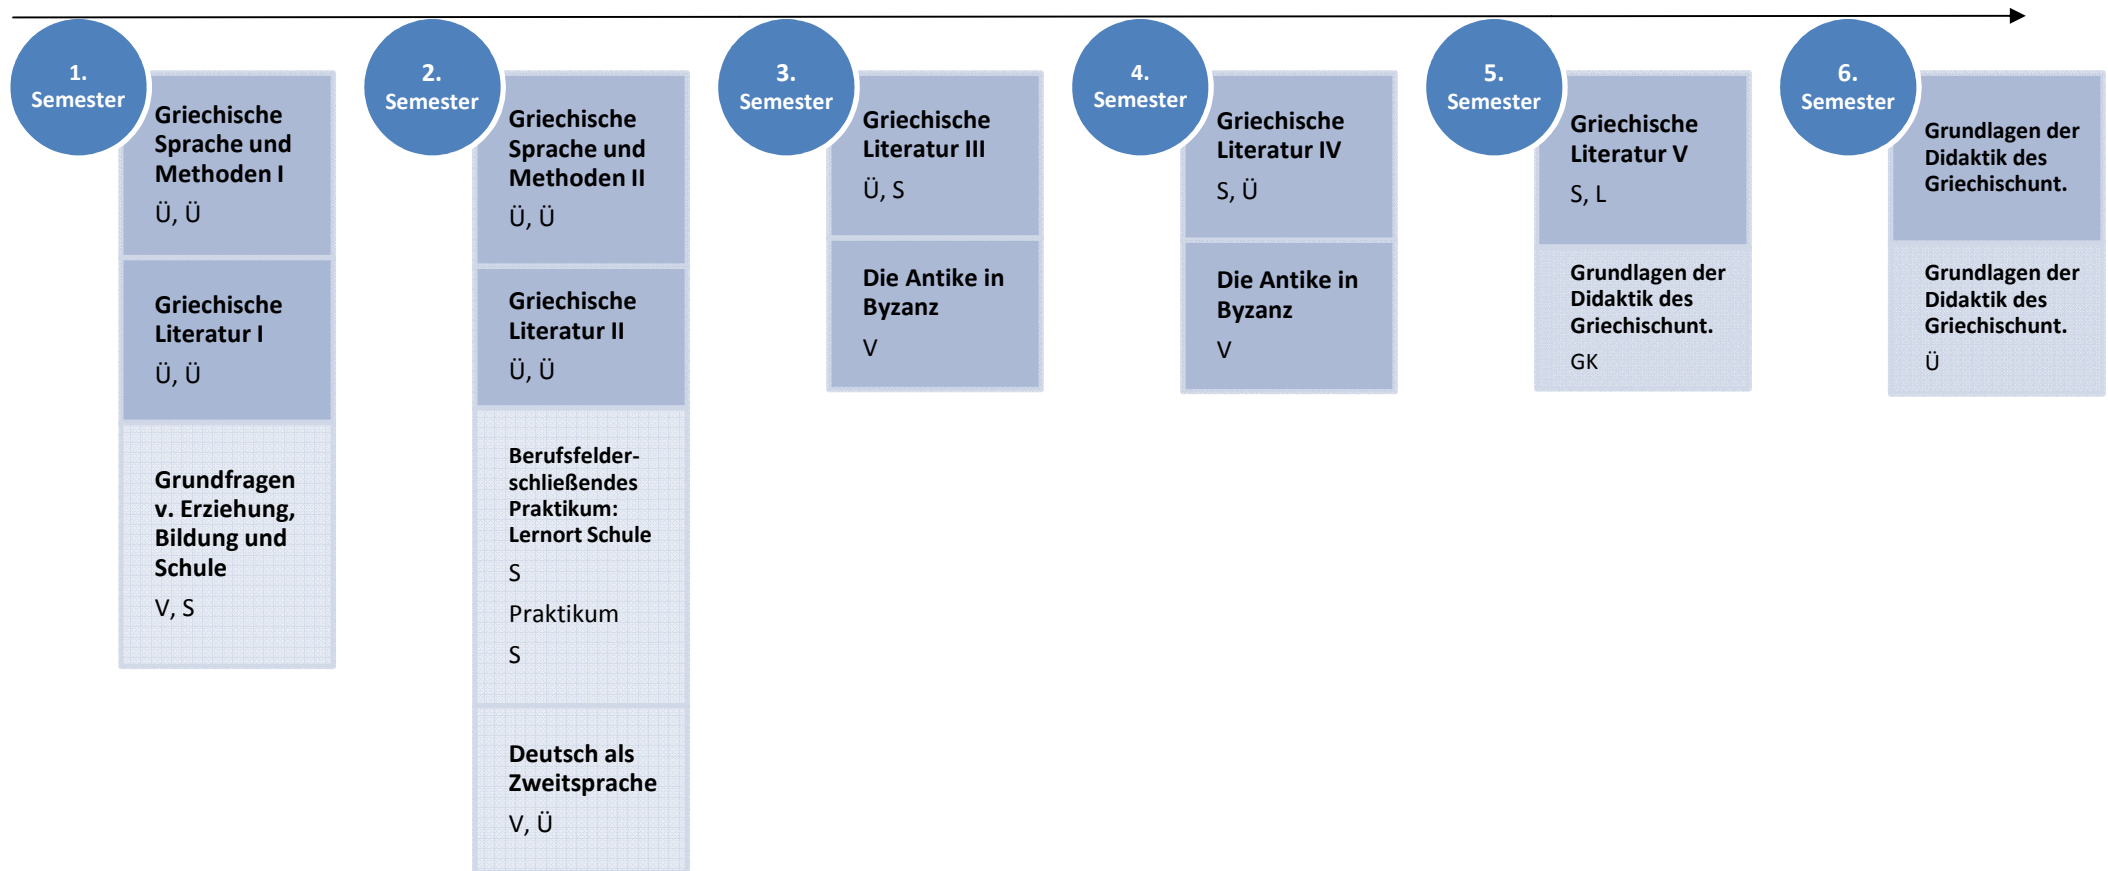 1.
Semester
Griechische
Sprache und
Methoden I
Ü, Ü
Griechische
Literatur I
Ü, Ü
Grundfragen
v. Erziehung,
Bildung und
Schule
V, S
2.
Semester
Griechische
Sprache und
Methoden II
Ü, Ü
Griechische
Literatur II
Ü, Ü
Berufsfelder-
schließendes
Praktikum:
Lernort Schule
S
Praktikum
S
Deutsch als
Zweitsprache
V, Ü
3.
Semester
Griechische
Literatur III
Ü, S
Die Antike in
Byzanz
V
4.
Semester
Griechische
Literatur IV
S, Ü
Die Antike in
Byzanz
V
5.
Semester
Griechische
Literatur V
S, L
Grundlagen der
Didaktik des
Griechischunt.
GK
6.
Semester
Grundlagen der
Didaktik des
Griechischunt.
Grundlagen der
Didaktik des
Griechischunt.
Ü